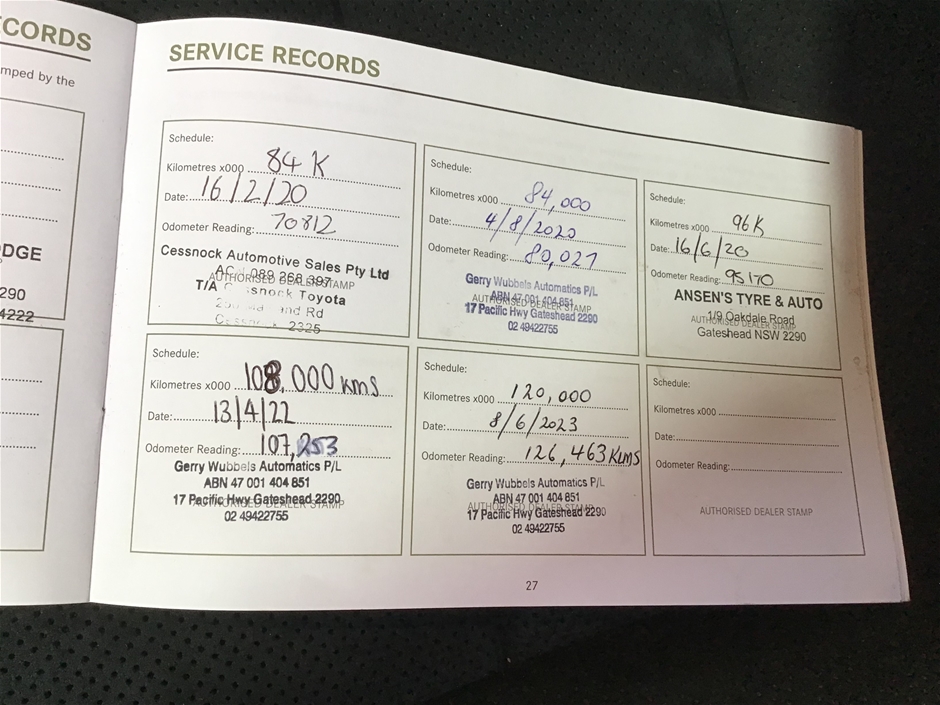 CORDS
mped by the
DGE
290
4222
SERVICE RECORDS
Schedule:
Kilometres x000 84 K
Date: 16/2/20
Odometer Reading: 70812
Cessnock Automotive Sales Pty Ltd
089 268 397
AUTHORISED DEALER STAMP
T/A Toyota
Rd
2325
Schedule:
Kilometres x000 84,000
Date: 4/8/2020
Odometer Reading: 80,027
Gerry Wubbels Automatics P/L
ABN 47 001 404 851
AUTHORISED DEALER STAMP
17 Pacific Hwy Gateshead 2290
02 49422755
Schedule:
Kilometres x000 96K
Date: 16/6/20
Odometer Reading: 95170
ANSEN'S TYRE & AUTO
1/9 Oakdale Road
AUTHORISED DEALER STAMP
Gateshead NSW 2290
Schedule:
Kilometres x000 108,000 kms
Date: 13/4/22
Odometer Reading: 107,253
Gerry Wubbels Automatics P/L
ABN 47 001 404 851
17 Pacific Hwy Gateshead 2290
AUTHORISED DEALER STAMP
02 49422755
Schedule:
Kilometres x000 120,000
Date: 8/6/2023
Odometer Reading: 126,463 Klms
Gerry Wubbels Automatics P/L
ABN 47 001 404 851
AUTHORISED DEALER STAMP
17 Pacific Hwy Gateshead 2290
02 49422755
Schedule:
Kilometres x000
Date:
Odometer Reading:
AUTHORISED DEALER STAMP
27